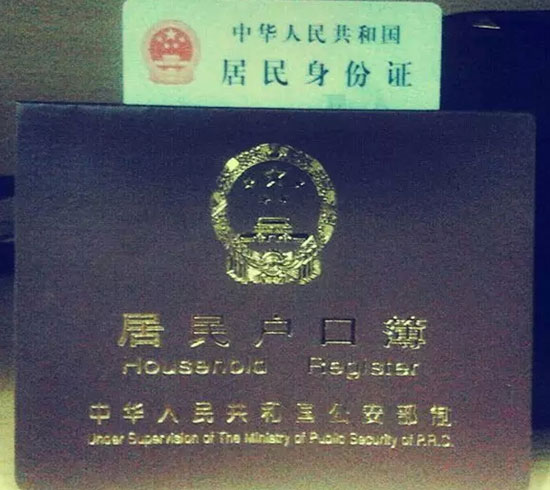 中华人民共和国
居民身份证
居民户口簿
Household Register
中华人民共和国公安部制
Under Supervision of The Ministry of Public Security of P.R.C.